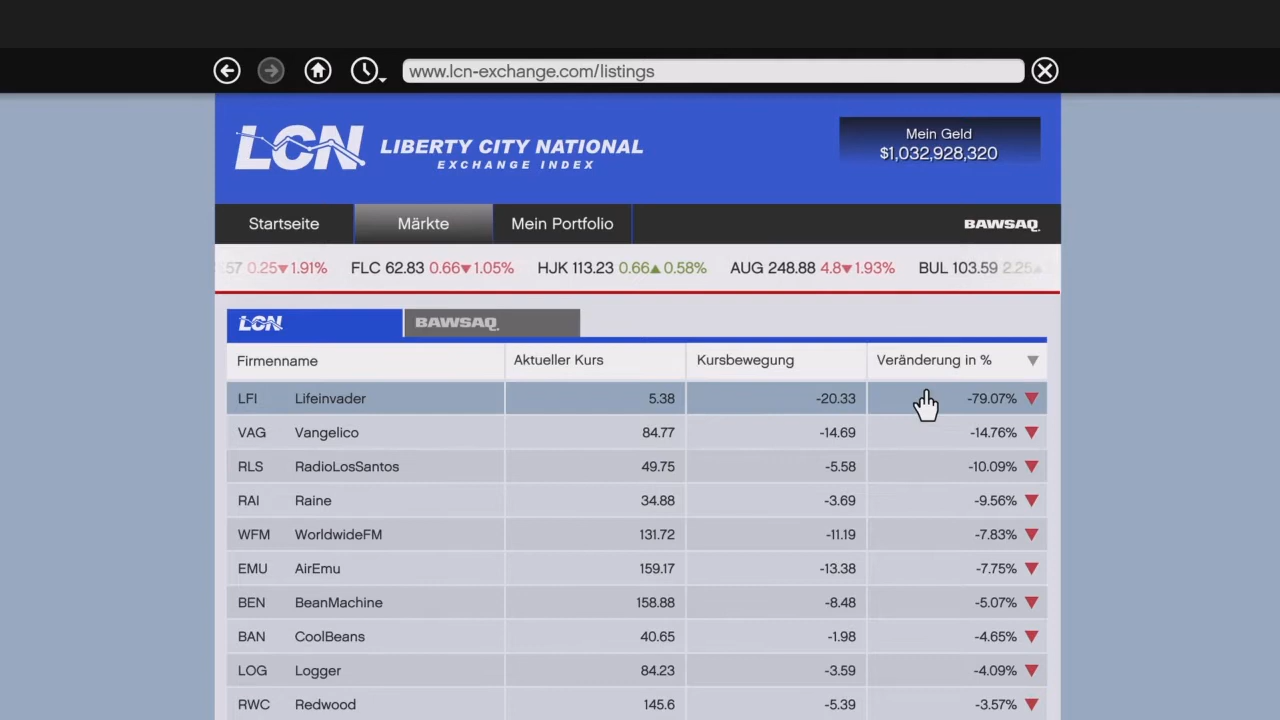 www.lcn-exchange.com/listings
LCN LIBERTY CITY NATIONAL
EXCHANGE INDEX
Mein Geld
$1,032,928,320
Startseite Märkte Mein Portfolio BAWSAQ
57 0.25▼1.91% FLC 62.83 0.66▼1.05% HJK 113.23 0.66▲0.58% AUG 248.88 4.8▼1.93% BUL 103.59 2.25▲
LCN BAWSAQ
Firmenname Aktueller Kurs Kursbewegung Veränderung in % ▼
LFI Lifeinvader 5.38 -20.33 -79.07% ▼
VAG Vangelico 84.77 -14.69 -14.76% ▼
RLS RadioLosSantos 49.75 -5.58 -10.09% ▼
RAI Raine 34.88 -3.69 -9.56% ▼
WFM WorldwideFM 131.72 -11.19 -7.83% ▼
EMU AirEmu 159.17 -13.38 -7.75% ▼
BEN BeanMachine 158.88 -8.48 -5.07% ▼
BAN CoolBeans 40.65 -1.98 -4.65% ▼
LOG Logger 84.23 -3.59 -4.09% ▼
RWC Redwood 145.6 -5.39 -3.57% ▼